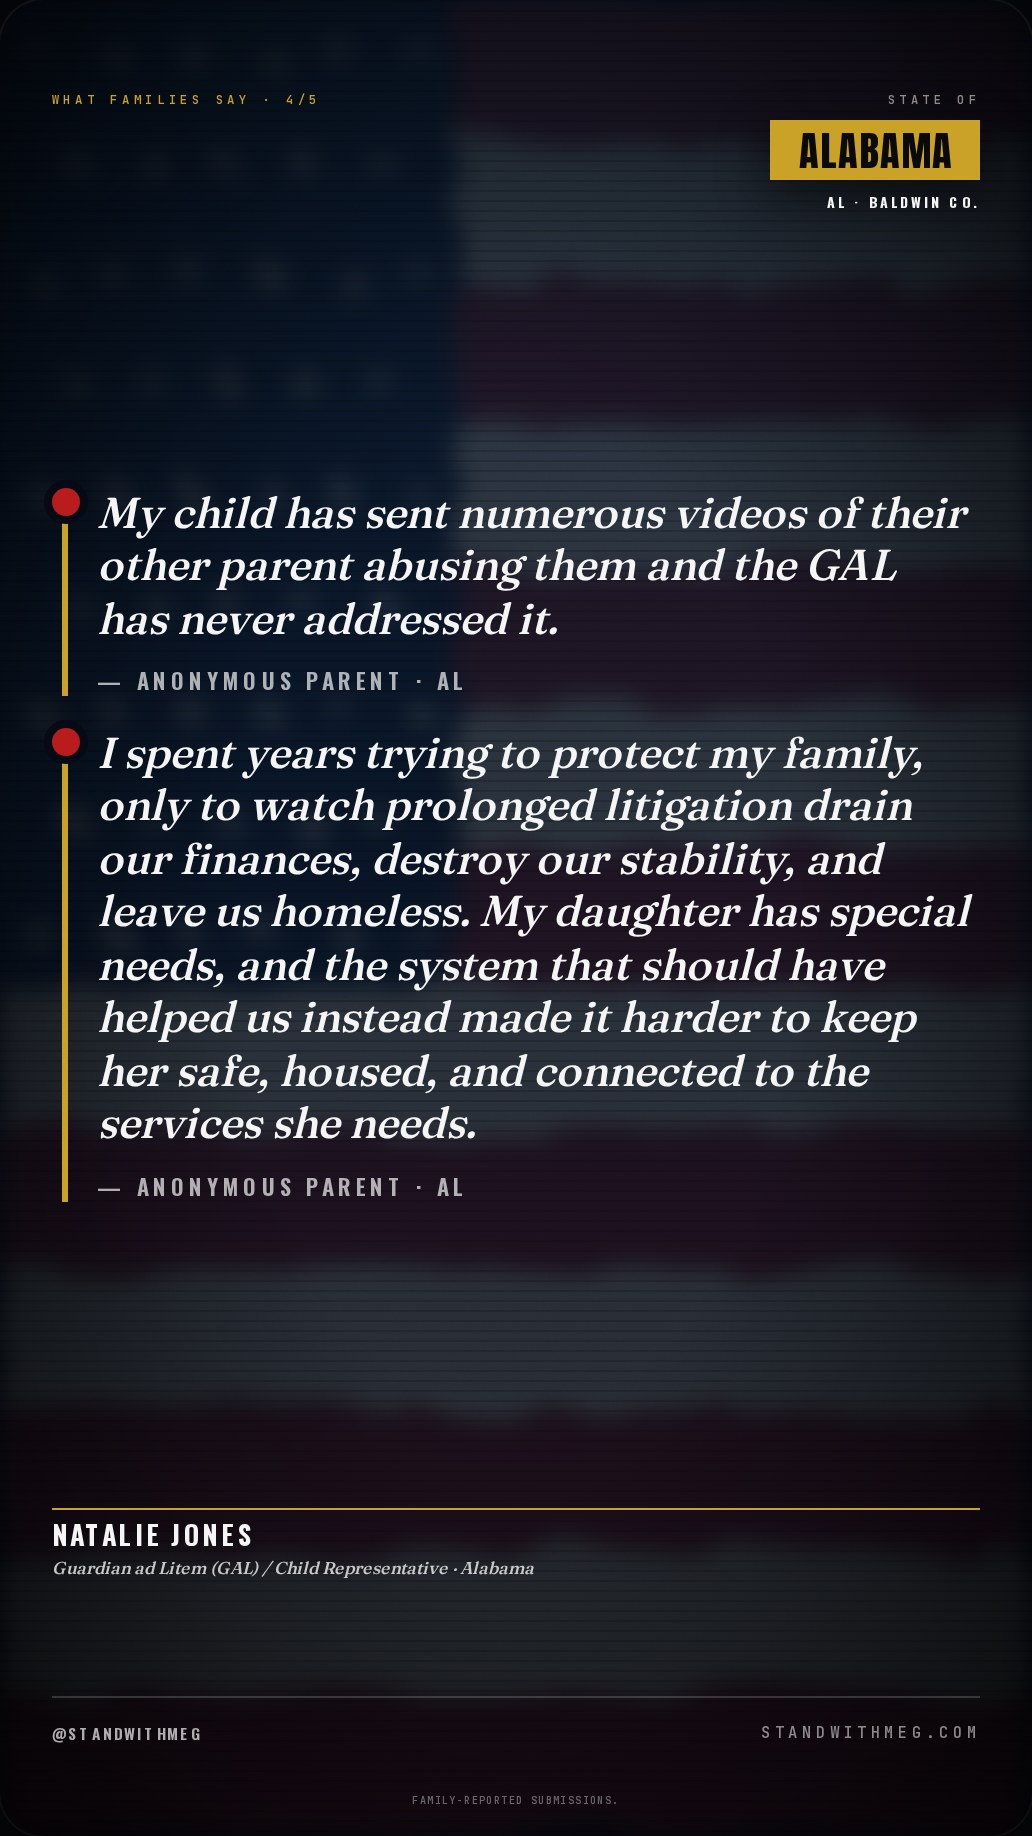 WHAT FAMILIES SAY · 4/5
STATE OF
ALABAMA
AL · BALDWIN CO.
My child has sent numerous videos of their
other parent abusing them and the GAL
has never addressed it.
— ANONYMOUS PARENT · AL
I spent years trying to protect my family,
only to watch prolonged litigation drain
our finances, destroy our stability, and
leave us homeless. My daughter has special
needs, and the system that should have
helped us instead made it harder to keep
her safe, housed, and connected to the
services she needs.
— ANONYMOUS PARENT · AL
NATALIE JONES
Guardian ad Litem (GAL) / Child Representative · Alabama
@STANDWITHMEG
STANDWITHMEG.COM
FAMILY-REPORTED SUBMISSIONS.